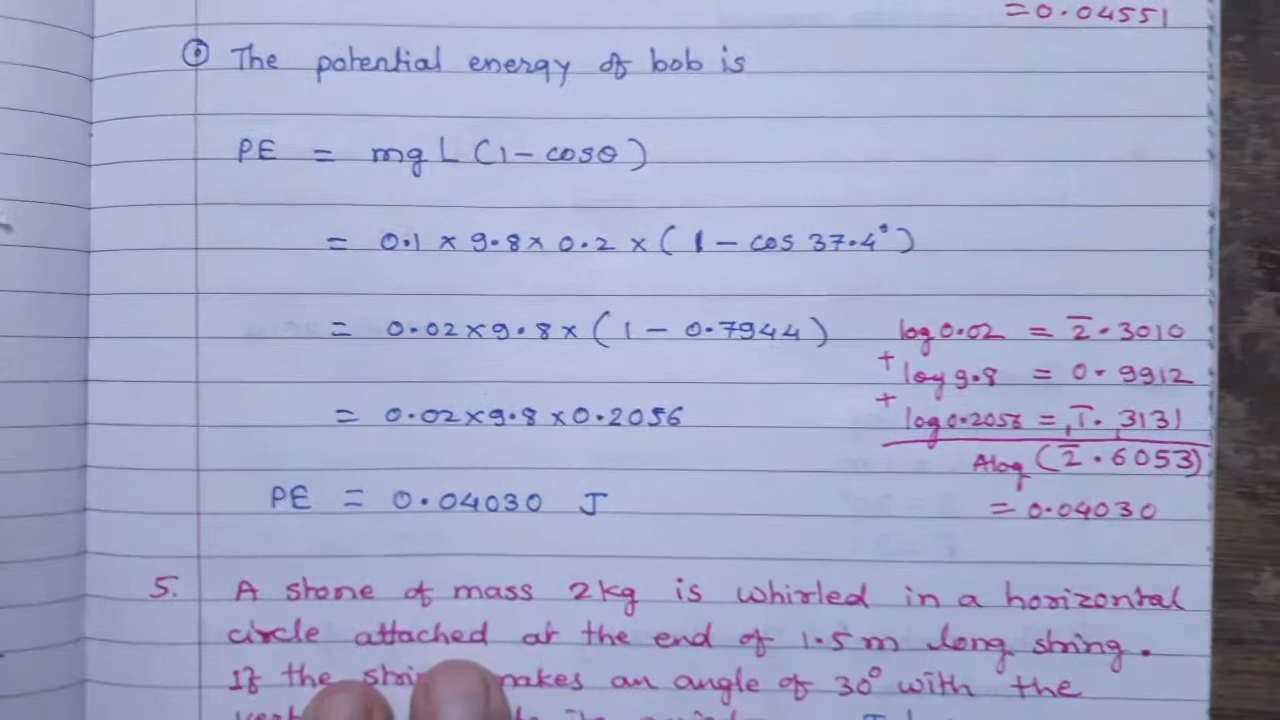 = 0.04551
⑥ The potential energy of bob is
PE = mgL (1 - cosθ)
= 0.1 × 9.8 × 0.2 × (1 - cos 37.4°)
= 0.02 × 9.8 × (1 - 0.7944)
log 0.02 = 2̅.3010
+ log 9.8 = 0.9912
= 0.02 × 9.8 × 0.2056
+ log 0.2056 = 1̅.3131
Alog (2̅.6053)
PE = 0.04030 J
= 0.04030
5. A stone of mass 2kg is whirled in a horizontal
circle attached at the end of 1.5m long string.
If the makes an angle of 30° with the